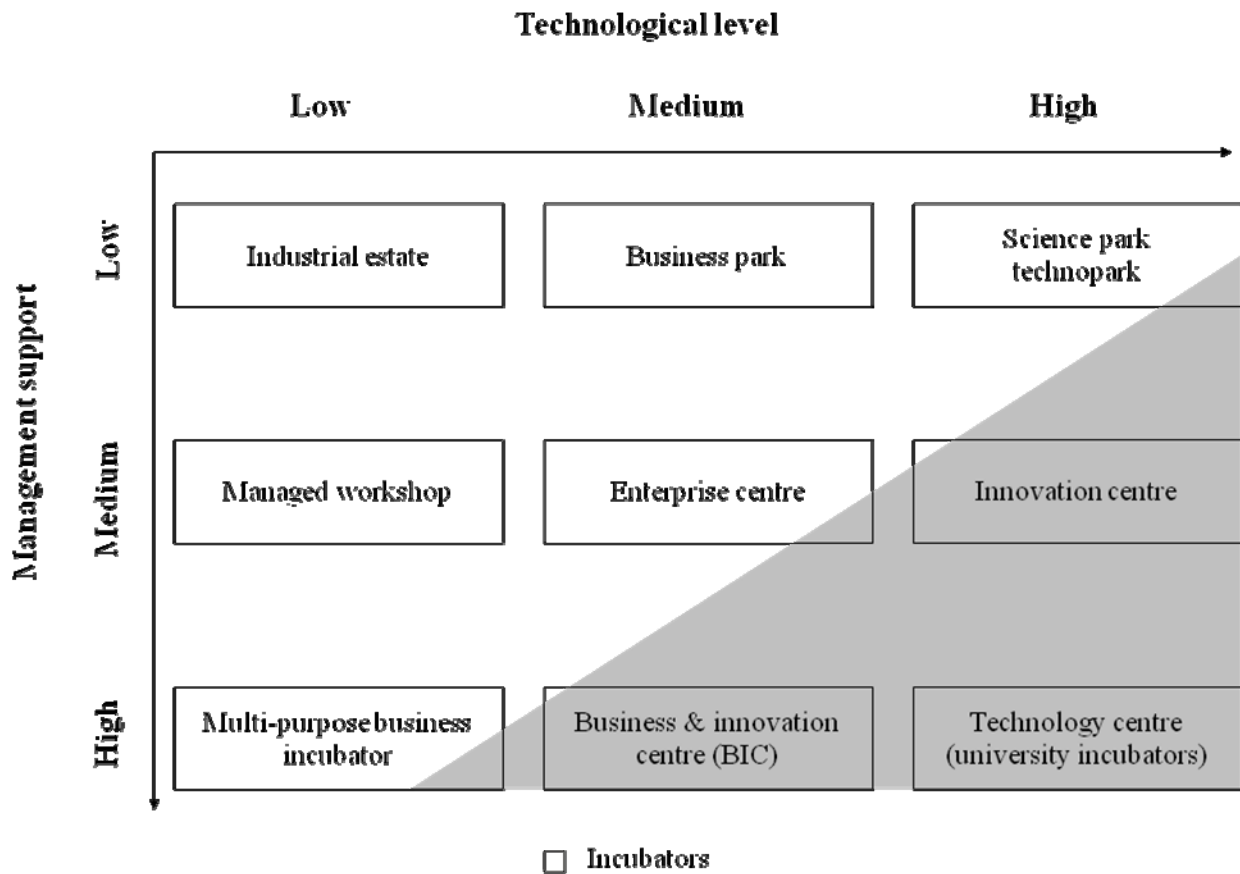 Technological level
Low Medium High
Management support
Low
Industrial estate
Business park
Science park
technopark
Medium
Managed workshop
Enterprise centre
Innovation centre
High
Multi-purpose business
incubator
Business & innovation
centre (BIC)
Technology centre
(university incubators)
Incubators